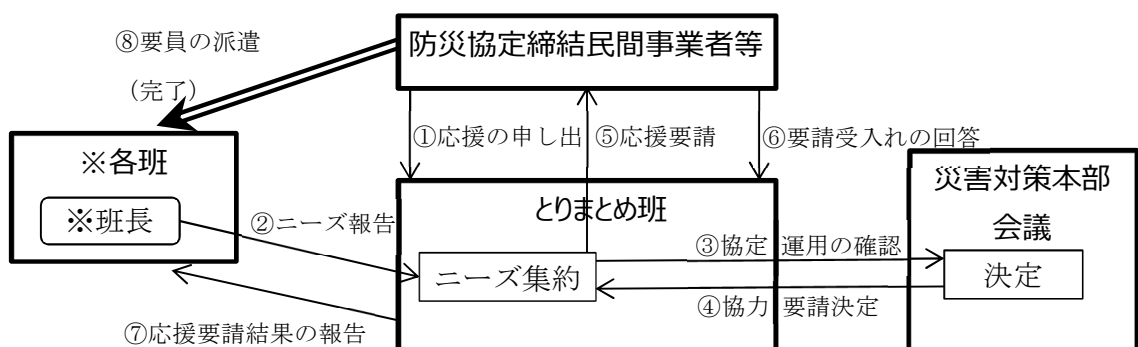 ⑧要員の派遣
防災協定締結民間事業者等
(完了)
①応援の申し出
⑤応援要請
⑥要請受入れの回答
※各班
※班長
②ニーズ報告
とりまとめ班
ニーズ集約
③協定 運用の確認
④協力 要請決定
災害対策本部
会議
決定
⑦応援要請結果の報告